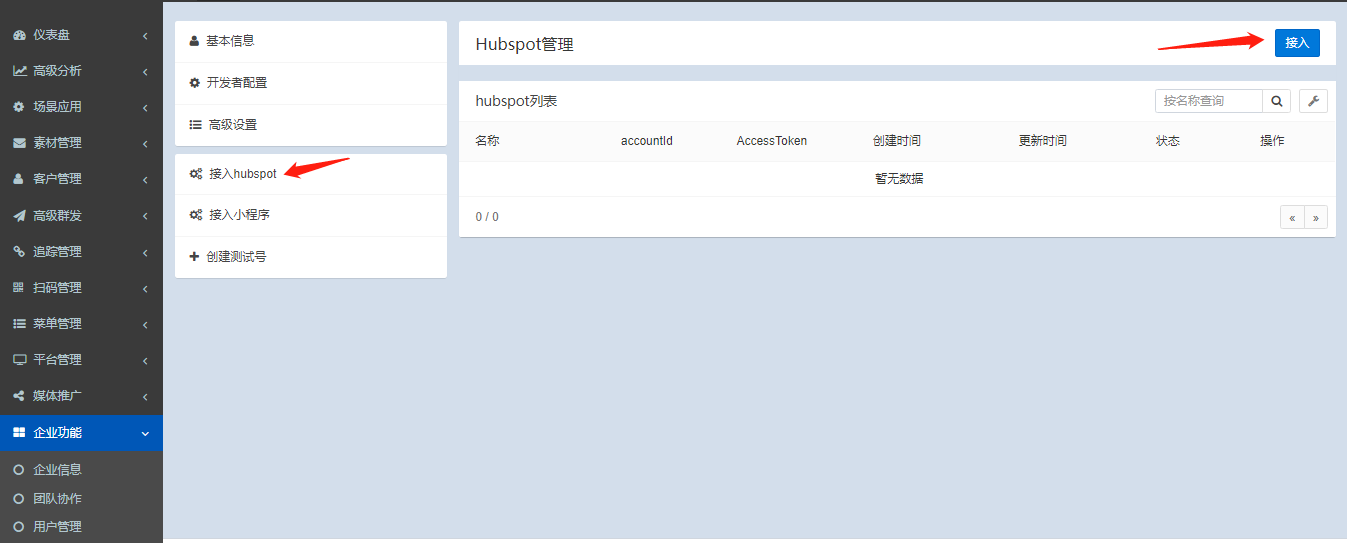 仪表盘
高级分析
场景应用
素材管理
客户管理
高级群发
追踪管理
扫码管理
菜单管理
平台管理
媒体推广
企业功能
企业信息
团队协作
用户管理
基本信息
开发者配置
高级设置
接入hubspot
接入小程序
创建测试号
Hubspot管理
接入
hubspot列表
按名称查询
名称 accountId AccessToken 创建时间 更新时间 状态 操作
暂无数据
0 / 0
« »